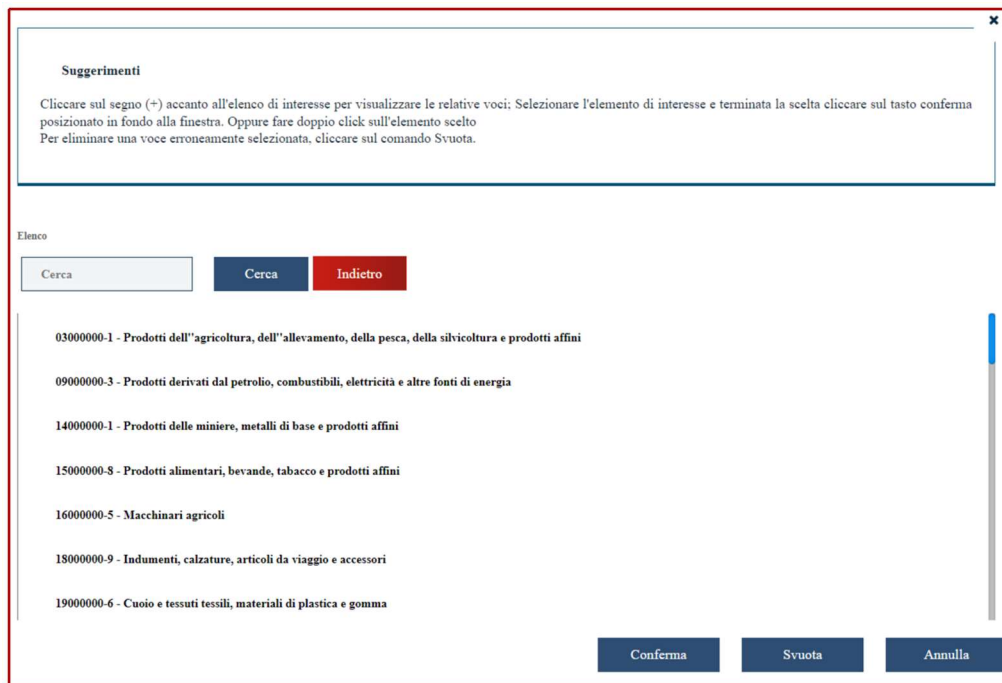 ×
Suggerimenti
Cliccare sul segno (+) accanto all'elenco di interesse per visualizzare le relative voci; Selezionare l'elemento di interesse e terminata la scelta cliccare sul tasto conferma
posizionato in fondo alla finestra. Oppure fare doppio click sull'elemento scelto
Per eliminare una voce erroneamente selezionata, cliccare sul comando Svuota.
Elenco
Cerca Cerca Indietro
03000000-1 - Prodotti dell''agricoltura, dell''allevamento, della pesca, della silvicoltura e prodotti affini
09000000-3 - Prodotti derivati dal petrolio, combustibili, elettricità e altre fonti di energia
14000000-1 - Prodotti delle miniere, metalli di base e prodotti affini
15000000-8 - Prodotti alimentari, bevande, tabacco e prodotti affini
16000000-5 - Macchinari agricoli
18000000-9 - Indumenti, calzature, articoli da viaggio e accessori
19000000-6 - Cuoio e tessuti tessili, materiali di plastica e gomma
Conferma Svuota Annulla